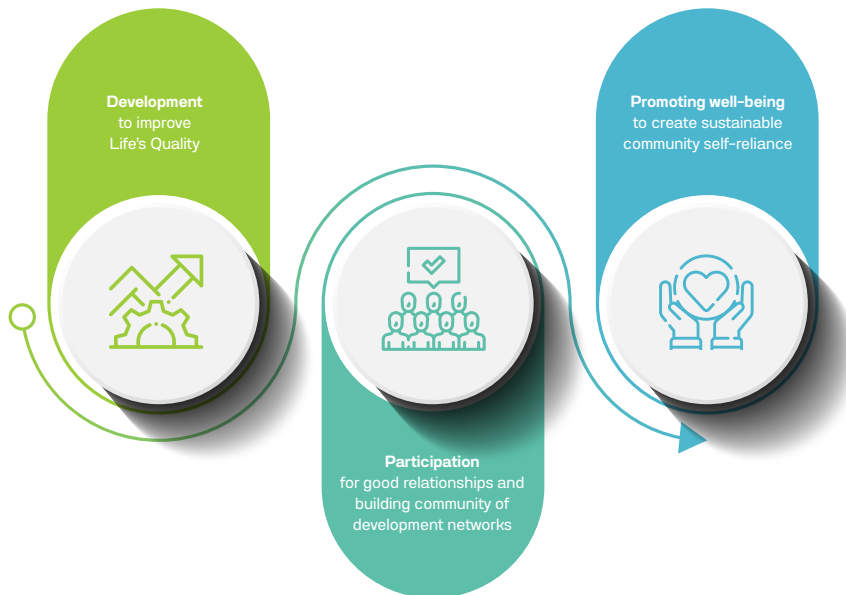 Development
to improve
Life's Quality
Participation
for good relationships and
building community of
development networks
Promoting well-being
to create sustainable
community self-reliance